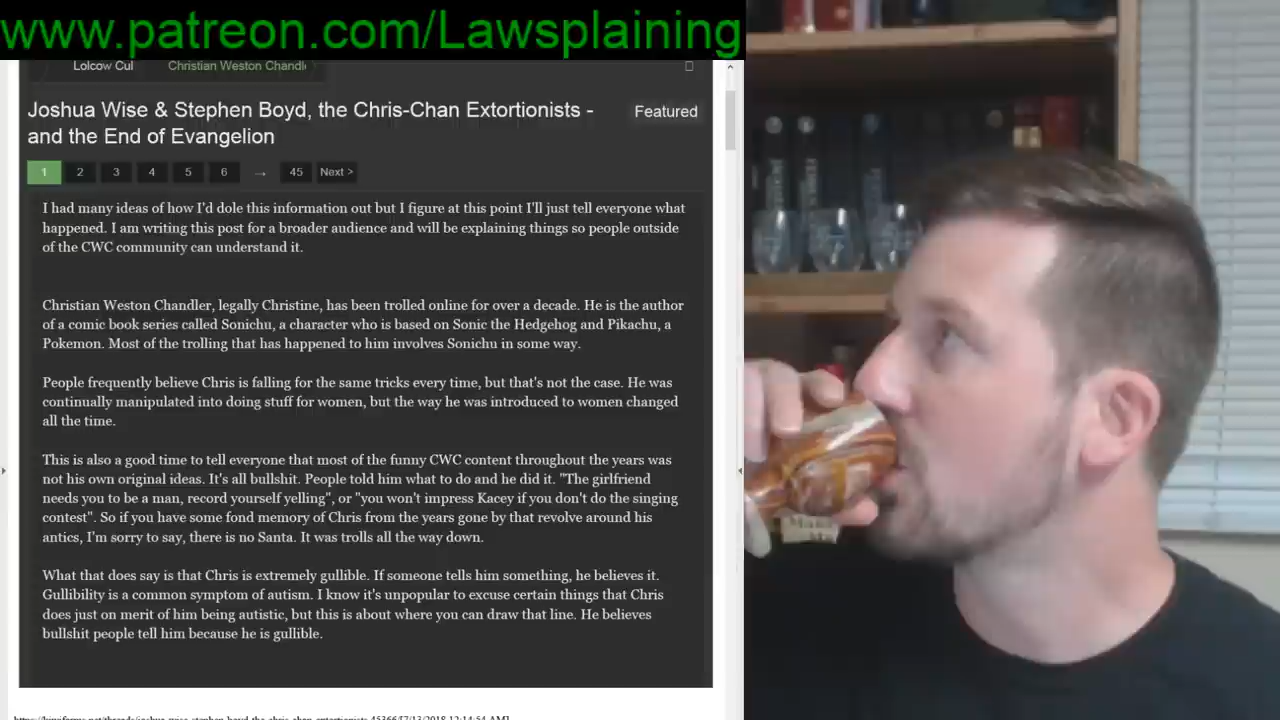 www.patreon.com/Lawsplaining
Lolcow Cul Christian Weston Chandl
Joshua Wise & Stephen Boyd, the Chris-Chan Extortionists -
and the End of Evangelion
Featured
1 2 3 4 5 6 → 45 Next >
I had many ideas of how I'd dole this information out but I figure at this point I'll just tell everyone what
happened. I am writing this post for a broader audience and will be explaining things so people outside
of the CWC community can understand it.
Christian Weston Chandler, legally Christine, has been trolled online for over a decade. He is the author
of a comic book series called Sonichu, a character who is based on Sonic the Hedgehog and Pikachu, a
Pokemon. Most of the trolling that has happened to him involves Sonichu in some way.
People frequently believe Chris is falling for the same tricks every time, but that's not the case. He was
continually manipulated into doing stuff for women, but the way he was introduced to women changed
all the time.
This is also a good time to tell everyone that most of the funny CWC content throughout the years was
not his own original ideas. It's all bullshit. People told him what to do and he did it. "The girlfriend
needs you to be a man, record yourself yelling", or "you won't impress Kacey if you don't do the singing
contest". So if you have some fond memory of Chris from the years gone by that revolve around his
antics, I'm sorry to say, there is no Santa. It was trolls all the way down.
What that does say is that Chris is extremely gullible. If someone tells him something, he believes it.
Gullibility is a common symptom of autism. I know it's unpopular to excuse certain things that Chris
does just on merit of him being autistic, but this is about where you can draw that line. He believes
bullshit people tell him because he is gullible.